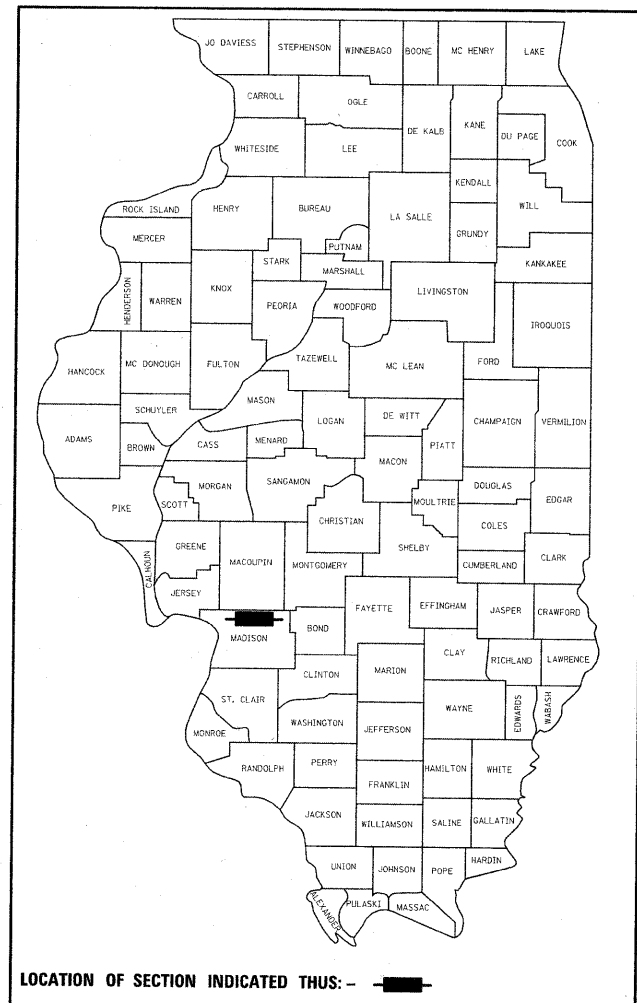 JO DAVIESS
STEPHENSON
WINNEBAGO
BOONE
MC HENRY
LAKE
CARROLL
OGLE
DE KALB
KANE
DU PAGE
COOK
WHITESIDE
LEE
KENDALL
WILL
ROCK ISLAND
HENRY
BUREAU
LA SALLE
GRUNDY
MERCER
PUTNAM
STARK
MARSHALL
KANKAKEE
HENDERSON
WARREN
KNOX
PEORIA
WOODFORD
LIVINGSTON
IROQUOIS
HANCOCK
MC DONOUGH
FULTON
TAZEWELL
MC LEAN
FORD
SCHUYLER
MASON
LOGAN
DE WITT
CHAMPAIGN
VERMILION
ADAMS
BROWN
CASS
MENARD
MACON
PIATT
PIKE
SCOTT
MORGAN
SANGAMON
CHRISTIAN
MOULTRIE
DOUGLAS
EDGAR
COLES
GREENE
MACOUPIN
MONTGOMERY
SHELBY
CUMBERLAND
CLARK
CALHOUN
JERSEY
FAYETTE
EFFINGHAM
JASPER
CRAWFORD
MADISON
BOND
CLAY
RICHLAND
LAWRENCE
CLINTON
MARION
ST. CLAIR
WAYNE
EDWARDS
WABASH
MONROE
WASHINGTON
JEFFERSON
RANDOLPH
PERRY
HAMILTON
WHITE
FRANKLIN
JACKSON
WILLIAMSON
SALINE
GALLATIN
UNION
JOHNSON
POPE
HARDIN
ALEXANDER
PULASKI
MASSAC
LOCATION OF SECTION INDICATED THUS: -